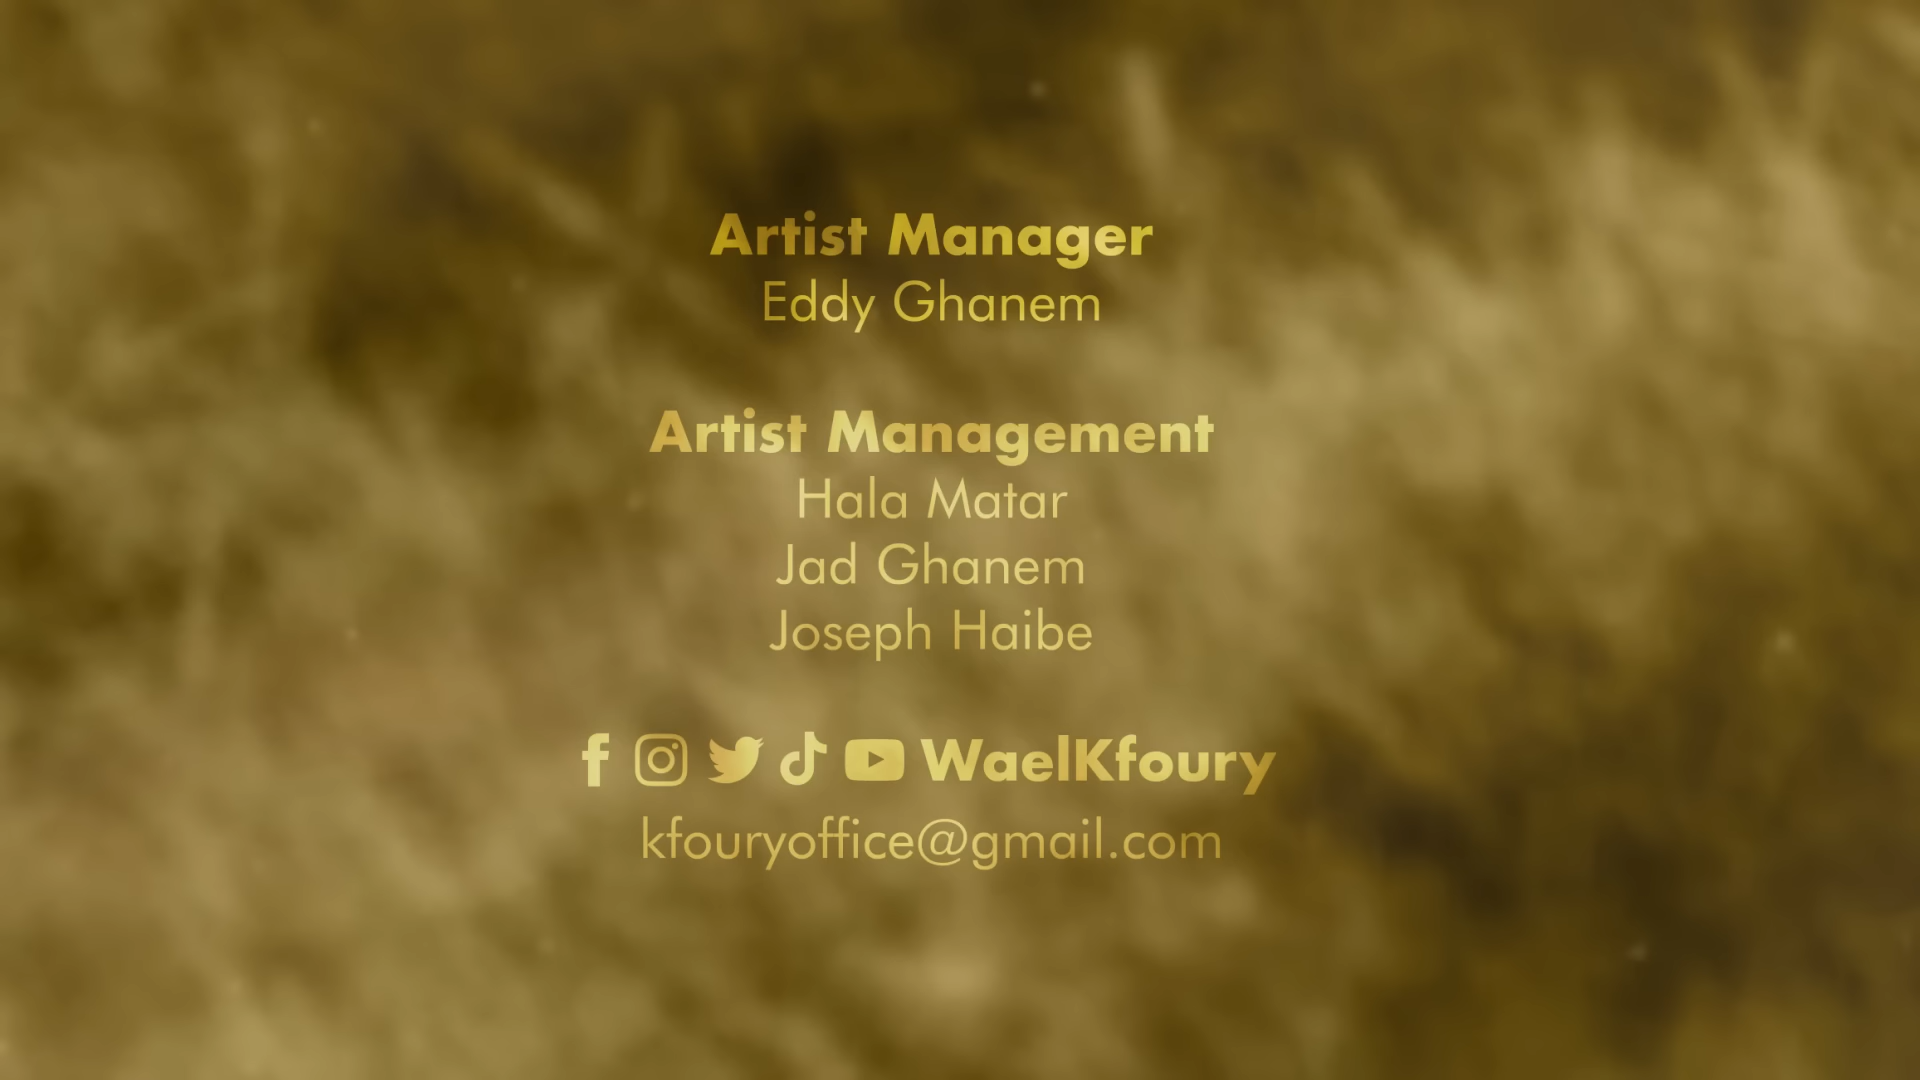 Artist Manager
Eddy Ghanem
Artist Management
Hala Matar
Jad Ghanem
Joseph Haibe
WaelKfoury
kfouryoffice@gmail.com